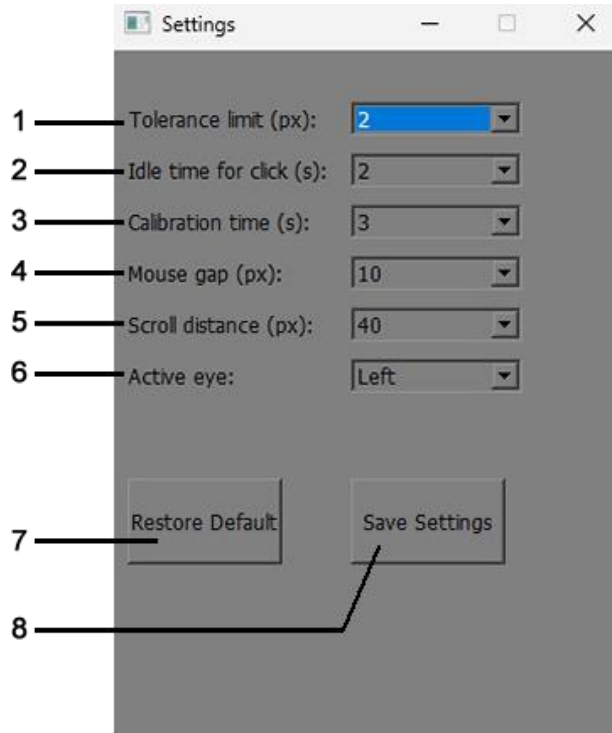 Settings
1 Tolerance limit (px): 2
2 Idle time for click (s): 2
3 Calibration time (s): 3
4 Mouse gap (px): 10
5 Scroll distance (px): 40
6 Active eye: Left
7 Restore Default Save Settings
8